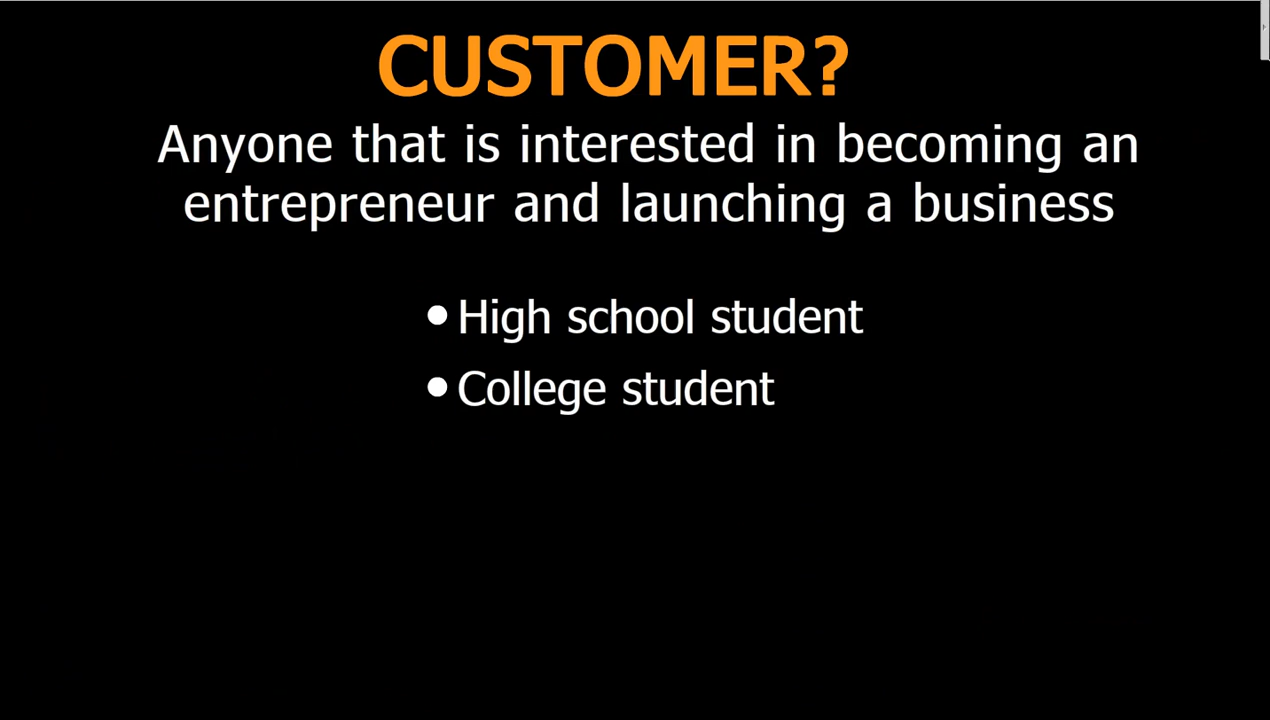 CUSTOMER?
Anyone that is interested in becoming an
entrepreneur and launching a business
• High school student
• College student